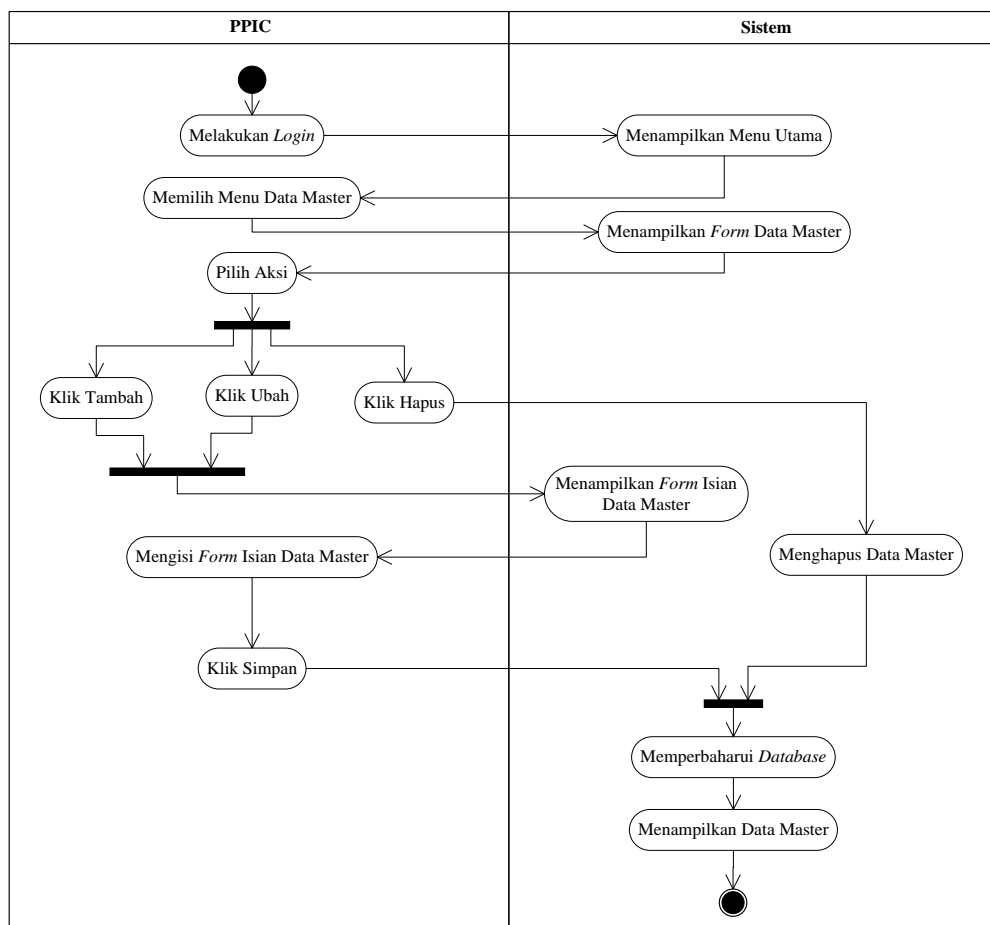 PPIC
Sistem
Melakukan Login
Menampilkan Menu Utama
Memilih Menu Data Master
Menampilkan Form Data Master
Pilih Aksi
Klik Tambah
Klik Ubah
Klik Hapus
Menampilkan Form Isian
Data Master
Mengisi Form Isian Data Master
Menghapus Data Master
Klik Simpan
Memperbaharui Database
Menampilkan Data Master